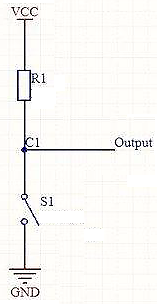 VCC
R1
C1
Output
S1
GND